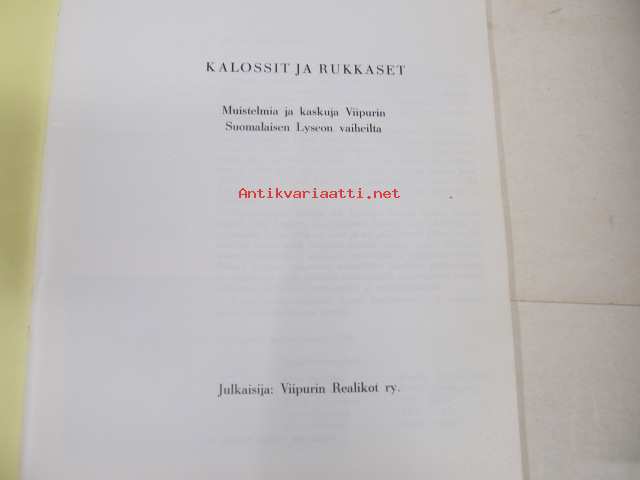 KALOSSIT JA RUKKASET
Muistelmia ja kaskuja Viipurin
Suomalaisen Lyseon vaiheilta
Antikvariaatti.net
Julkaisija: Viipurin Realikot ry.